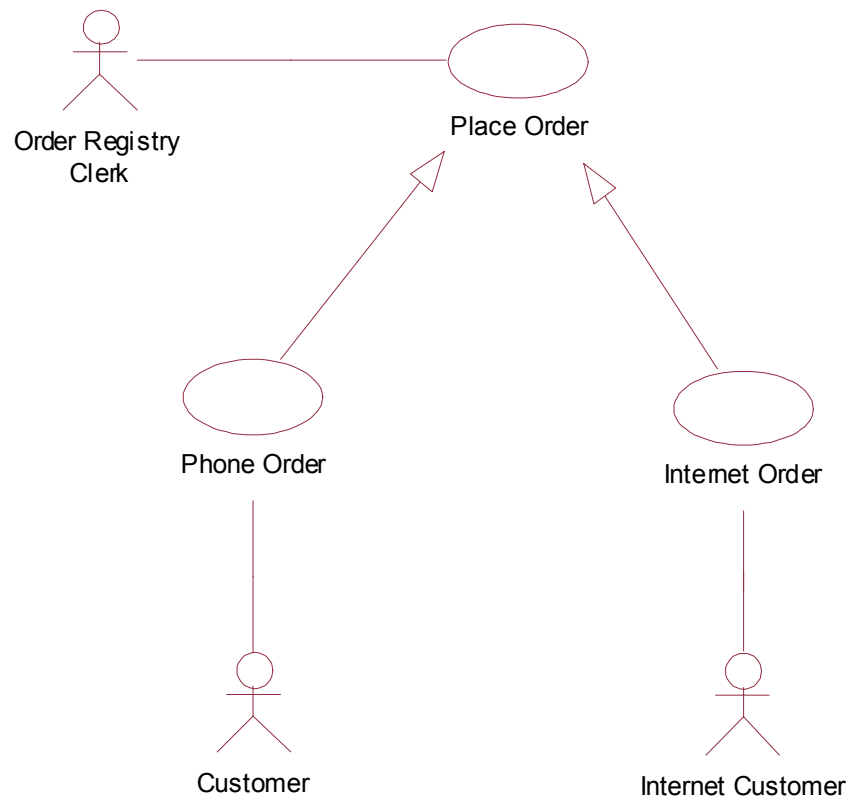 Order Registry
Clerk
Place Order
Phone Order
Internet Order
Customer
Internet Customer